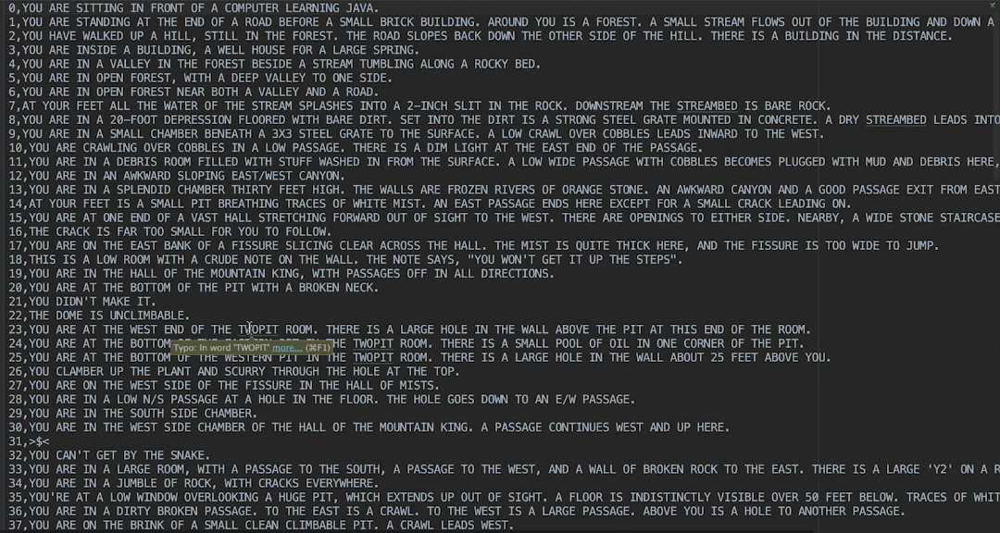 0,YOU ARE SITTING IN FRONT OF A COMPUTER LEARNING JAVA.
1,YOU ARE STANDING AT THE END OF A ROAD BEFORE A SMALL BRICK BUILDING. AROUND YOU IS A FOREST. A SMALL STREAM FLOWS OUT OF THE BUILDING AND DOWN A
2,YOU HAVE WALKED UP A HILL, STILL IN THE FOREST. THE ROAD SLOPES BACK DOWN THE OTHER SIDE OF THE HILL. THERE IS A BUILDING IN THE DISTANCE.
3,YOU ARE INSIDE A BUILDING, A WELL HOUSE FOR A LARGE SPRING.
4,YOU ARE IN A VALLEY IN THE FOREST BESIDE A STREAM TUMBLING ALONG A ROCKY BED.
5,YOU ARE IN OPEN FOREST, WITH A DEEP VALLEY TO ONE SIDE.
6,YOU ARE IN OPEN FOREST NEAR BOTH A VALLEY AND A ROAD.
7,AT YOUR FEET ALL THE WATER OF THE STREAM SPLASHES INTO A 2-INCH SLIT IN THE ROCK. DOWNSTREAM THE STREAMBED IS BARE ROCK.
8,YOU ARE IN A 20-FOOT DEPRESSION FLOORED WITH BARE DIRT. SET INTO THE DIRT IS A STRONG STEEL GRATE MOUNTED IN CONCRETE. A DRY STREAMBED LEADS INTO
9,YOU ARE IN A SMALL CHAMBER BENEATH A 3X3 STEEL GRATE TO THE SURFACE. A LOW CRAWL OVER COBBLES LEADS INWARD TO THE WEST.
10,YOU ARE CRAWLING OVER COBBLES IN A LOW PASSAGE. THERE IS A DIM LIGHT AT THE EAST END OF THE PASSAGE.
11,YOU ARE IN A DEBRIS ROOM FILLED WITH STUFF WASHED IN FROM THE SURFACE. A LOW WIDE PASSAGE WITH COBBLES BECOMES PLUGGED WITH MUD AND DEBRIS HERE,
12,YOU ARE IN AN AWKWARD SLOPING EAST/WEST CANYON.
13,YOU ARE IN A SPLENDID CHAMBER THIRTY FEET HIGH. THE WALLS ARE FROZEN RIVERS OF ORANGE STONE. AN AWKWARD CANYON AND A GOOD PASSAGE EXIT FROM EAST
14,AT YOUR FEET IS A SMALL PIT BREATHING TRACES OF WHITE MIST. AN EAST PASSAGE ENDS HERE EXCEPT FOR A SMALL CRACK LEADING ON.
15,YOU ARE AT ONE END OF A VAST HALL STRETCHING FORWARD OUT OF SIGHT TO THE WEST. THERE ARE OPENINGS TO EITHER SIDE. NEARBY, A WIDE STONE STAIRCASE
16,THE CRACK IS FAR TOO SMALL FOR YOU TO FOLLOW.
17,YOU ARE ON THE EAST BANK OF A FISSURE SLICING CLEAR ACROSS THE HALL. THE MIST IS QUITE THICK HERE, AND THE FISSURE IS TOO WIDE TO JUMP.
18,THIS IS A LOW ROOM WITH A CRUDE NOTE ON THE WALL. THE NOTE SAYS, "YOU WON'T GET IT UP THE STEPS".
19,YOU ARE IN THE HALL OF THE MOUNTAIN KING, WITH PASSAGES OFF IN ALL DIRECTIONS.
20,YOU ARE AT THE BOTTOM OF THE PIT WITH A BROKEN NECK.
21,YOU DIDN'T MAKE IT.
22,THE DOME IS UNCLIMBABLE.
23,YOU ARE AT THE WEST END OF THE TWOPIT ROOM. THERE IS A LARGE HOLE IN THE WALL ABOVE THE PIT AT THIS END OF THE ROOM.
24,YOU ARE AT THE BOTTOM OF THE EASTERN PIT IN THE TWOPIT ROOM. THERE IS A SMALL POOL OF OIL IN ONE CORNER OF THE PIT.
Typo: In word 'TWOPIT' more... (⌘F1)
25,YOU ARE AT THE BOTTOM OF THE WESTERN PIT IN THE TWOPIT ROOM. THERE IS A LARGE HOLE IN THE WALL ABOUT 25 FEET ABOVE YOU.
26,YOU CLAMBER UP THE PLANT AND SCURRY THROUGH THE HOLE AT THE TOP.
27,YOU ARE ON THE WEST SIDE OF THE FISSURE IN THE HALL OF MISTS.
28,YOU ARE IN A LOW N/S PASSAGE AT A HOLE IN THE FLOOR. THE HOLE GOES DOWN TO AN E/W PASSAGE.
29,YOU ARE IN THE SOUTH SIDE CHAMBER.
30,YOU ARE IN THE WEST SIDE CHAMBER OF THE HALL OF THE MOUNTAIN KING. A PASSAGE CONTINUES WEST AND UP HERE.
31,>$<
32,YOU CAN'T GET BY THE SNAKE.
33,YOU ARE IN A LARGE ROOM, WITH A PASSAGE TO THE SOUTH, A PASSAGE TO THE WEST, AND A WALL OF BROKEN ROCK TO THE EAST. THERE IS A LARGE 'Y2' ON A R
34,YOU ARE IN A JUMBLE OF ROCK, WITH CRACKS EVERYWHERE.
35,YOU'RE AT A LOW WINDOW OVERLOOKING A HUGE PIT, WHICH EXTENDS UP OUT OF SIGHT. A FLOOR IS INDISTINCTLY VISIBLE OVER 50 FEET BELOW. TRACES OF WHIT
36,YOU ARE IN A DIRTY BROKEN PASSAGE. TO THE EAST IS A CRAWL. TO THE WEST IS A LARGE PASSAGE. ABOVE YOU IS A HOLE TO ANOTHER PASSAGE.
37,YOU ARE ON THE BRINK OF A SMALL CLEAN CLIMBABLE PIT. A CRAWL LEADS WEST.